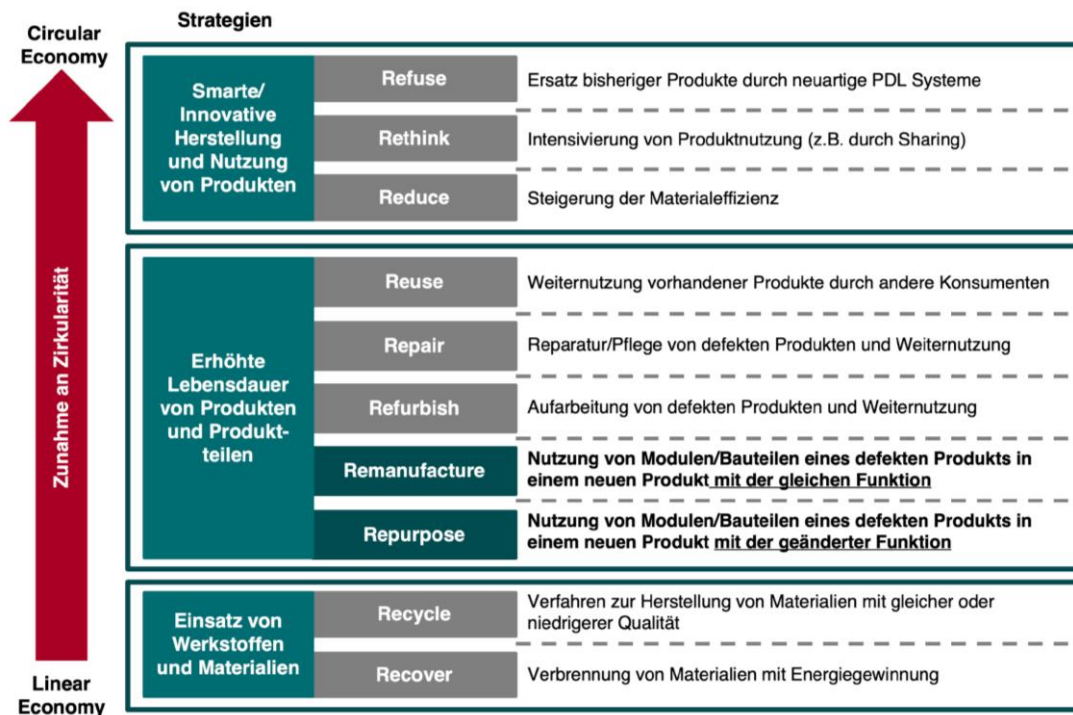 Strategien
Circular
Economy
Zunahme an Zirkularität
Linear
Economy
Smarte/
Innovative
Herstellung
und Nutzung
von Produkten
Refuse
Ersatz bisheriger Produkte durch neuartige PDL Systeme
Rethink
Intensivierung von Produktnutzung (z.B. durch Sharing)
Reduce
Steigerung der Materialeffizienz
Erhöhte
Lebensdauer
von Produkten
und Produkt-
teilen
Reuse
Weiternutzung vorhandener Produkte durch andere Konsumenten
Repair
Reparatur/Pflege von defekten Produkten und Weiternutzung
Refurbish
Aufarbeitung von defekten Produkten und Weiternutzung
Remanufacture
Nutzung von Modulen/Bauteilen eines defekten Produkts in
einem neuen Produkt mit der gleichen Funktion
Repurpose
Nutzung von Modulen/Bauteilen eines defekten Produkts in
einem neuen Produkt mit der geänderter Funktion
Einsatz von
Werkstoffen
und Materialien
Recycle
Verfahren zur Herstellung von Materialien mit gleicher oder
niedrigerer Qualität
Recover
Verbrennung von Materialien mit Energiegewinnung